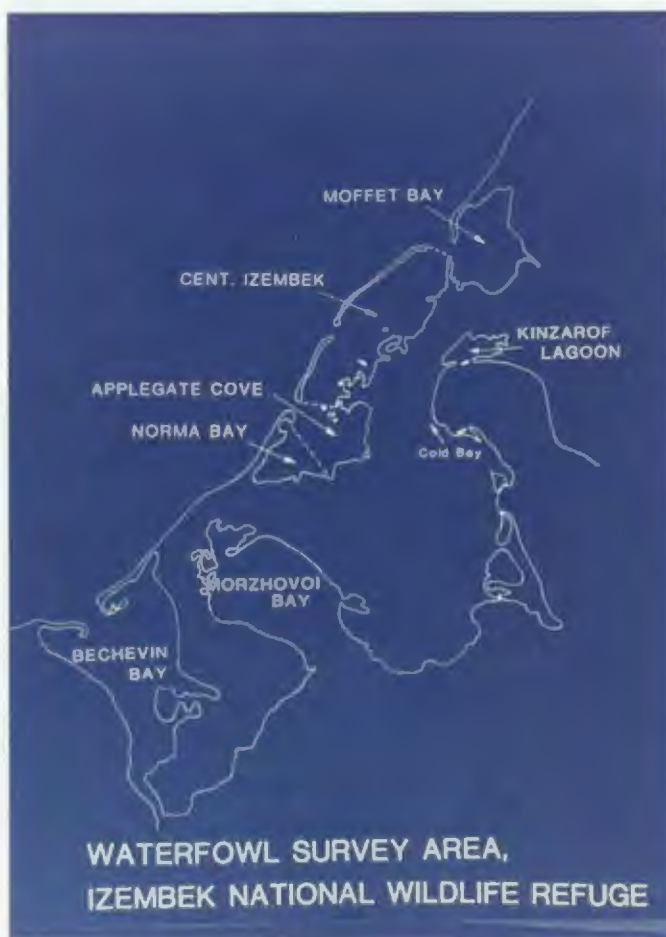 MOFFET BAY
CENT. IZEMBEK
KINZAROF
LAGOON
APPLEGATE COVE
NORMA BAY
Cold Bay
MORZHOVOI
BAY
BECHEVIN
BAY
WATERFOWL SURVEY AREA,
IZEMBEK NATIONAL WILDLIFE REFUGE